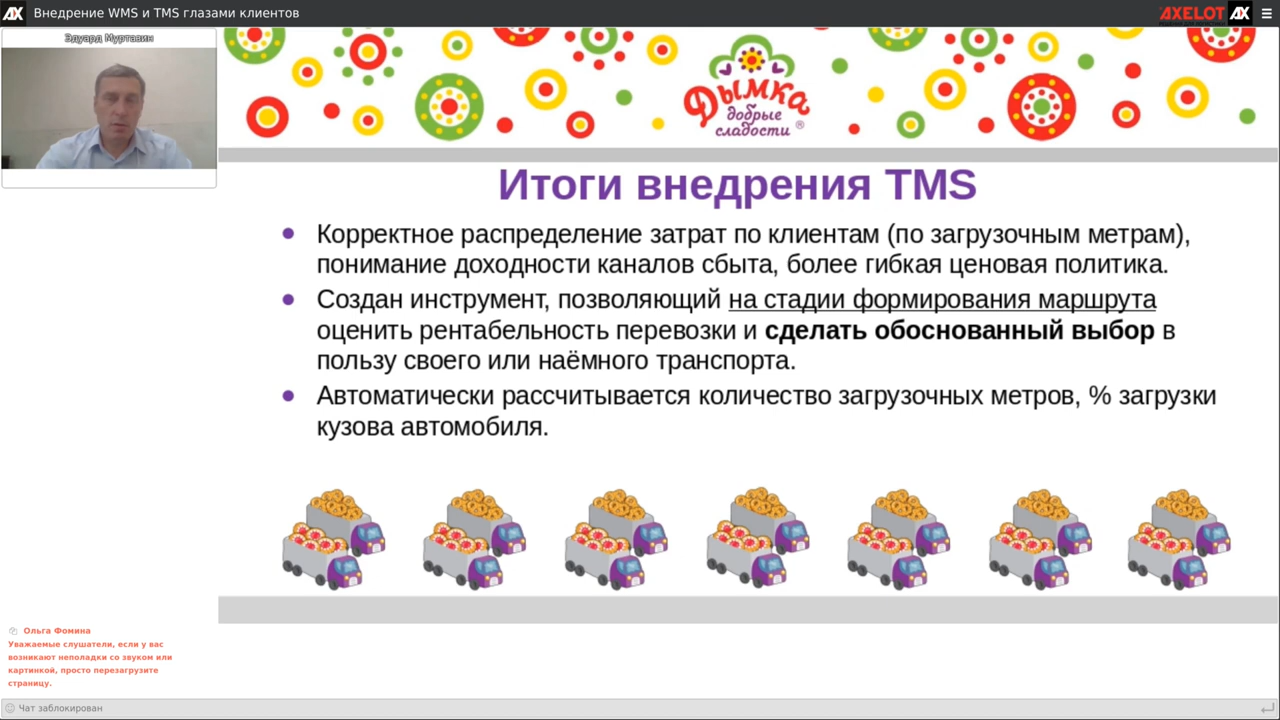 Внедрение WMS и TMS глазами клиентов
AXELOT
Эдуард Муртавин
Дымка
добрые
сладости
®
Итоги внедрения TMS
Корректное распределение затрат по клиентам (по загрузочным метрам),
понимание доходности каналов сбыта, более гибкая ценовая политика.
Создан инструмент, позволяющий на стадии формирования маршрута
оценить рентабельность перевозки и сделать обоснованный выбор в
пользу своего или наёмного транспорта.
Автоматически рассчитывается количество загрузочных метров, % загрузки
кузова автомобиля.
Ольга Фомина
Уважаемые слушатели, если у вас
возникают неполадки со звуком или
картинкой, просто перезагрузите
страницу.
Чат заблокирован